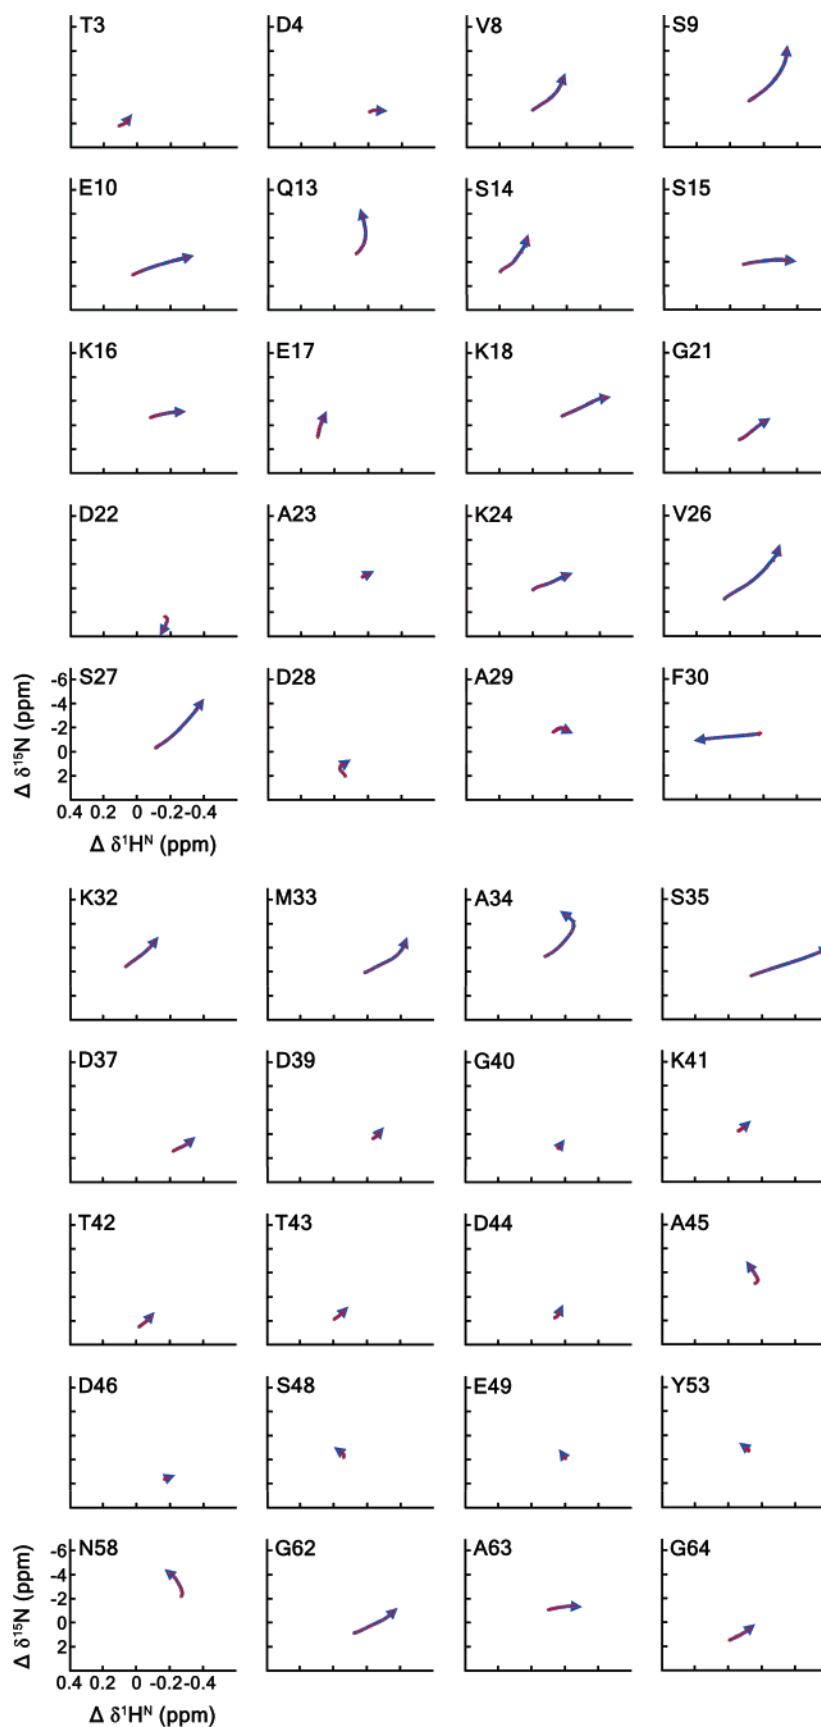 T3 D4 V8 S9
E10 Q13 S14 S15
K16 E17 K18 G21
D22 A23 K24 V26
S27 D28 A29 F30
-6
-4
-2
0
2
Δ δ¹⁵N (ppm)
0.4 0.2 0 -0.2-0.4
Δ δ¹Hᴺ (ppm)
K32 M33 A34 S35
D37 D39 G40 K41
T42 T43 D44 A45
D46 S48 E49 Y53
N58 G62 A63 G64
-6
-4
-2
0
2
Δ δ¹⁵N (ppm)
0.4 0.2 0 -0.2-0.4
Δ δ¹Hᴺ (ppm)